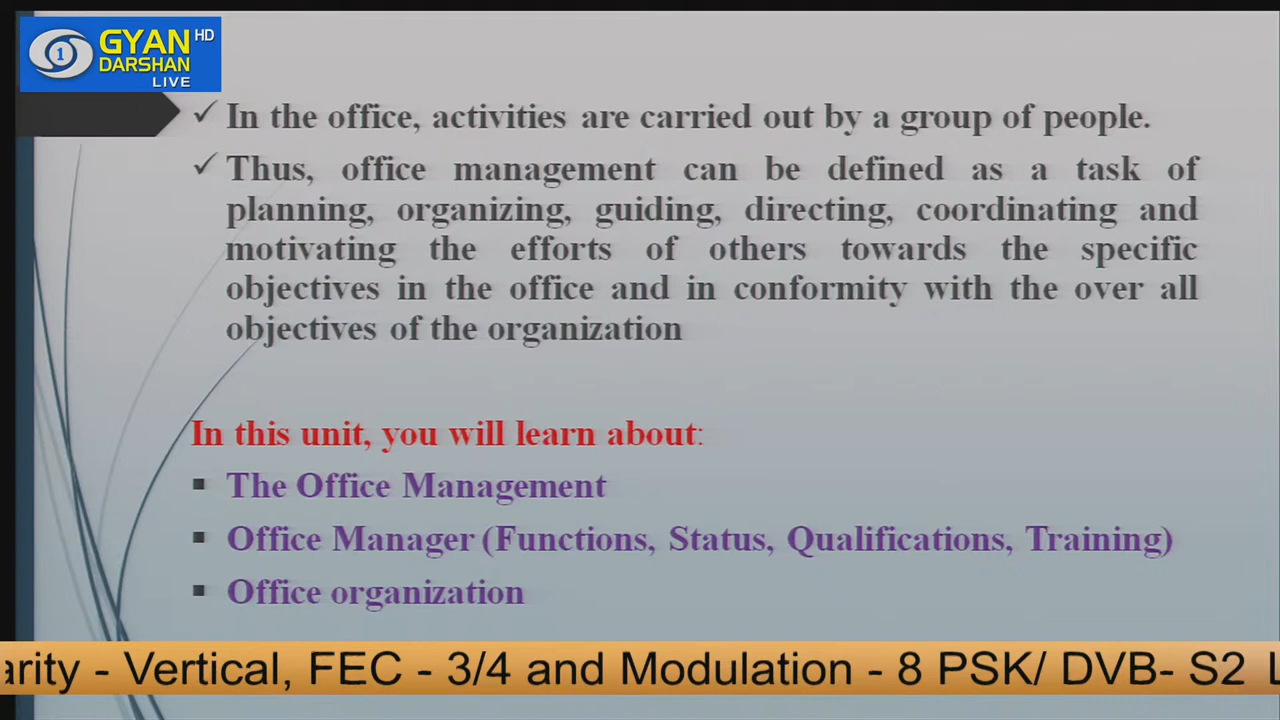 GYAN HD
DARSHAN
1
LIVE
✓ In the office, activities are carried out by a group of people.
✓ Thus, office management can be defined as a task of
planning, organizing, guiding, directing, coordinating and
motivating the efforts of others towards the specific
objectives in the office and in conformity with the over all
objectives of the organization
In this unit, you will learn about:
▪ The Office Management
▪ Office Manager (Functions, Status, Qualifications, Training)
▪ Office organization
arity - Vertical, FEC - 3/4 and Modulation - 8 PSK/ DVB- S2 L